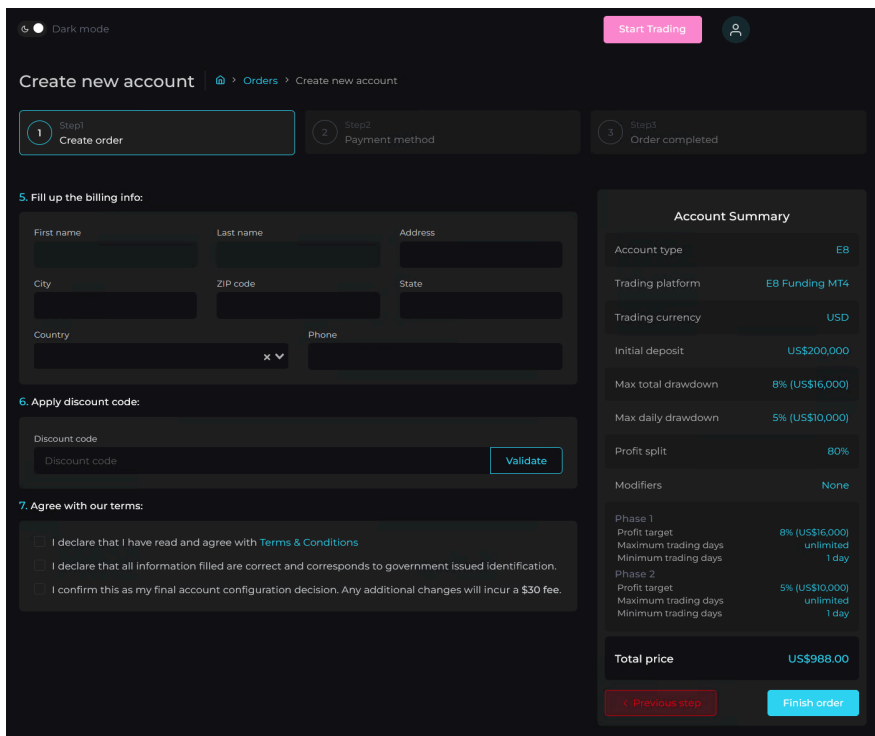 Dark mode
Start Trading
Create new account
Orders > Create new account
1
Step1
Create order
2
Step2
Payment method
3
Step3
Order completed
5. Fill up the billing info:
First name
Last name
Address
City
ZIP code
State
Country
Phone
6. Apply discount code:
Discount code
Discount code
Validate
7. Agree with our terms:
I declare that I have read and agree with Terms & Conditions
I declare that all information filled are correct and corresponds to government issued identification.
I confirm this as my final account configuration decision. Any additional changes will incur a $30 fee.
Account Summary
Account type E8
Trading platform E8 Funding MT4
Trading currency USD
Initial deposit US$200,000
Max total drawdown 8% (US$16,000)
Max daily drawdown 5% (US$10,000)
Profit split 80%
Modifiers None
Phase 1
Profit target 8% (US$16,000)
Maximum trading days unlimited
Minimum trading days 1 day
Phase 2
Profit target 5% (US$10,000)
Maximum trading days unlimited
Minimum trading days 1 day
Total price US$988.00
< Previous step
Finish order